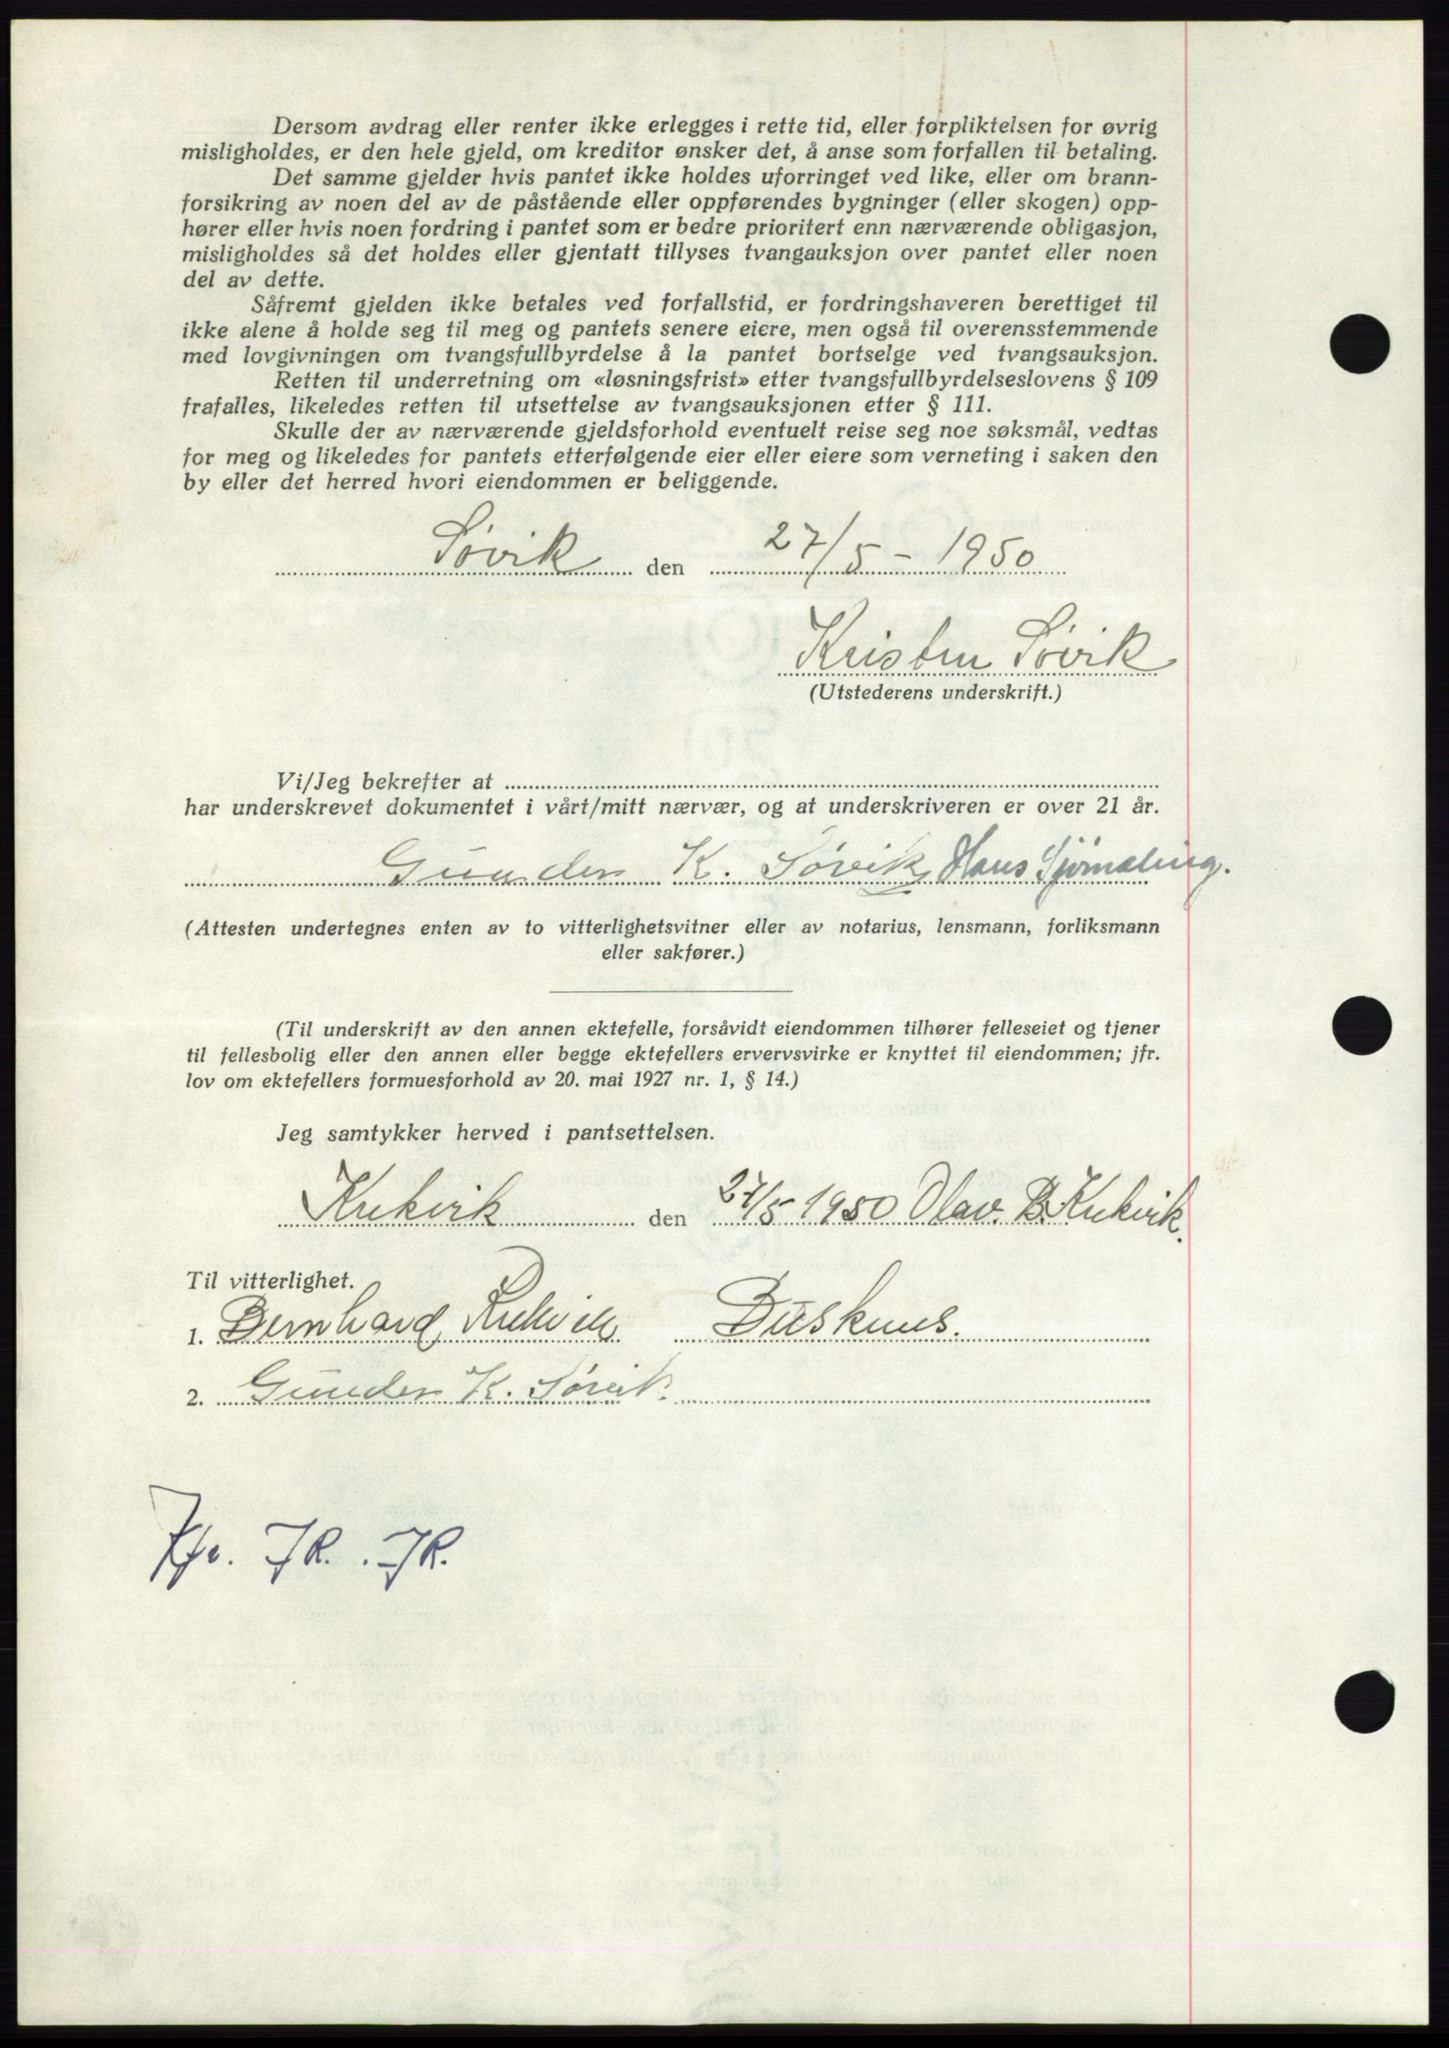 Dersom avdrag eller renter ikke erlegges i rette tid, eller forpliktelsen for øvrig
misligholdes, er den hele gjeld, om kreditor ønsker det, å anse som forfallen til betaling.
Det samme gjelder hvis pantet ikke holdes uforringet ved like, eller om brann-
forsikring av noen del av de påstående eller oppførendes bygninger (eller skogen) opp-
hører eller hvis noen fordring i pantet som er bedre prioritert enn nærværende obligasjon,
misligholdes så det holdes eller gjentatt tillyses tvangauksjon over pantet eller noen
del av dette.
Såfremt gjelden ikke betales ved forfallstid, er fordringshaveren berettiget til
ikke alene å holde seg til meg og pantets senere eiere, men også til overensstemmende
med lovgivningen om tvangsfullbyrdelse å la pantet bortselge ved tvangsauksjon.
Retten til underretning om «løsningsfrist» etter tvangsfullbyrdelseslovens § 109
frafalles, likeledes retten til utsettelse av tvangsauksjonen etter § 111.
Skulle der av nærværende gjeldsforhold eventuelt reise seg noe søksmål, vedtas
for meg og likeledes for pantets etterfølgende eier eller eiere som verneting i saken den
by eller det herred hvori eiendommen er beliggende.
Søvik den 27/5 - 1950
Kristen Søvik
(Utstederens underskrift.)
Vi/Jeg bekrefter at
har underskrevet dokumentet i vårt/mitt nærvær, og at underskriveren er over 21 år.
Gunder K. Søvik Hans Sjømæling.
(Attesten undertegnes enten av to vitterlighetsvitner eller av notarius, lensmann, forliksmann
eller sakfører.)
(Til underskrift av den annen ektefelle, forsåvidt eiendommen tilhører felleseiet og tjener
til fellesbolig eller den annen eller begge ektefellers ervervsvirke er knyttet til eiendommen; jfr.
lov om ektefellers formuesforhold av 20. mai 1927 nr. 1, § 14.)
Jeg samtykker herved i pantsettelsen.
Krekvik den 27/5 1950 Olav. B. Krekvik.
Til vitterlighet.
1. Bernhard Krekvik
2. Gunder K. Søvik.